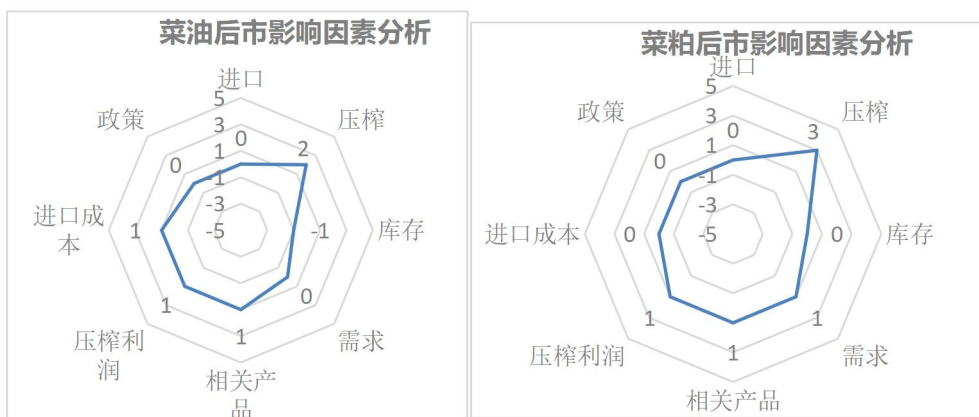 菜油后市影响因素分析
进口
5
3
1
-1
-3
-5
0
压榨
2
库存
-1
需求
0
相关产
品
1
压榨利
润
1
进口成
本
1
政策
0
菜粕后市影响因素分析
进口
5
3
1
-1
-3
-5
0
压榨
3
库存
0
需求
1
相关产品
1
压榨利润
1
进口成本
0
政策
0